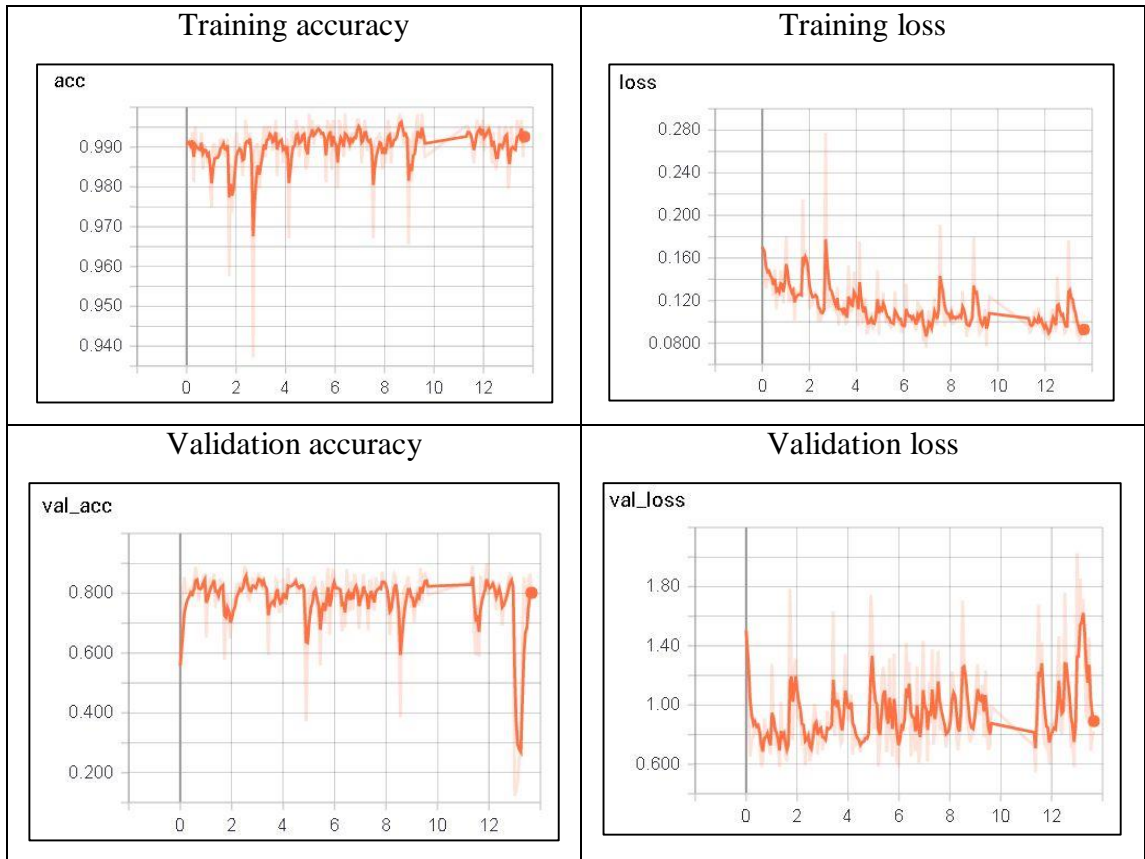 Training accuracy
Training loss
acc
0.990
0.980
0.970
0.960
0.950
0.940
0 2 4 6 8 10 12
loss
0.280
0.240
0.200
0.160
0.120
0.0800
0 2 4 6 8 10 12
Validation accuracy
Validation loss
val_acc
0.800
0.600
0.400
0.200
0 2 4 6 8 10 12
val_loss
1.80
1.40
1.00
0.600
0 2 4 6 8 10 12